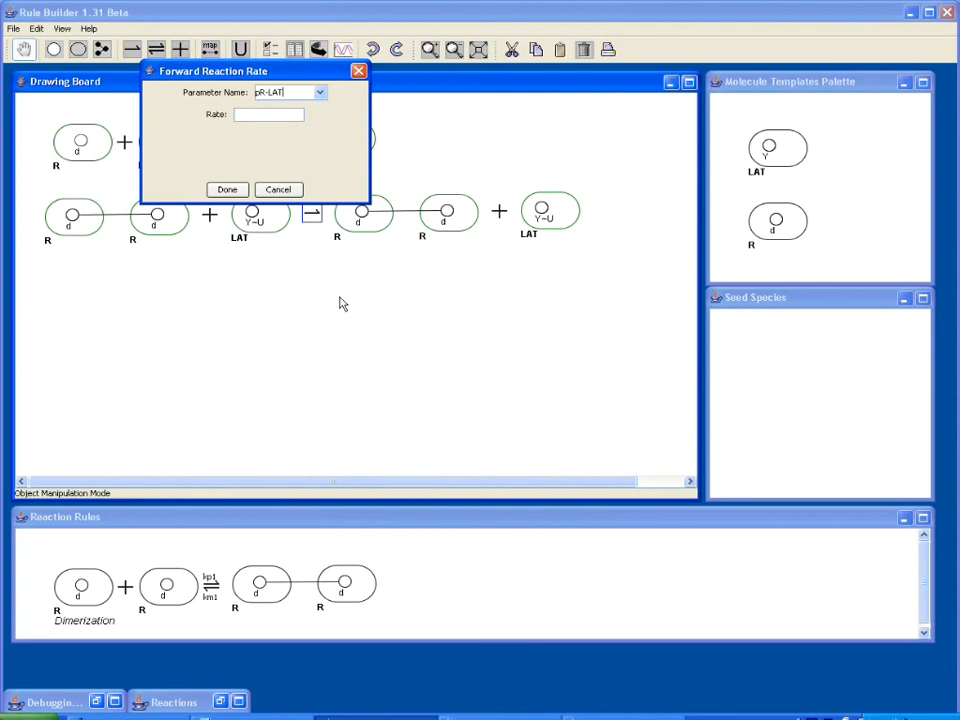 Rule Builder 1.31 Beta
File Edit View Help
map U
Drawing Board
Forward Reaction Rate
Parameter Name: pR-LAT
Rate:
Done Cancel
d
R
d d Y~U d d Y~U
R R LAT R R LAT
Object Manipulation Mode
Molecule Templates Palette
Y
LAT
d
R
Seed Species
Reaction Rules
kp1
d d d d
km1
R R R R
Dimerization
Debuggin... Reactions